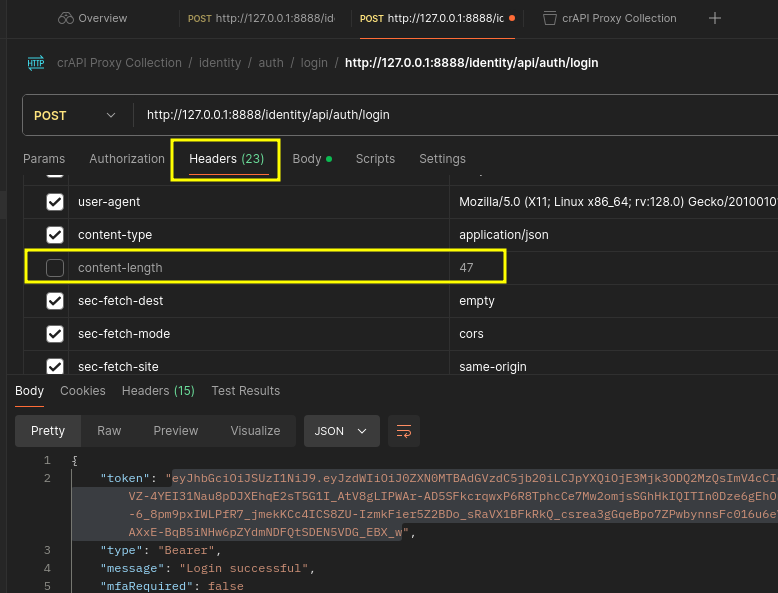 Overview POST http://127.0.0.1:8888/id POST http://127.0.0.1:8888/ic crAPI Proxy Collection +
HTTP crAPI Proxy Collection / identity / auth / login / http://127.0.0.1:8888/identity/api/auth/login
POST http://127.0.0.1:8888/identity/api/auth/login
Params Authorization Headers (23) Body Scripts Settings
user-agent Mozilla/5.0 (X11; Linux x86_64; rv:128.0) Gecko/2010010
content-type application/json
content-length 47
sec-fetch-dest empty
sec-fetch-mode cors
sec-fetch-site same-origin
Body Cookies Headers (15) Test Results
Pretty Raw Preview Visualize JSON
1 {
2 "token": "eyJhbGciOiJSUzI1NiJ9.eyJzdWIiOiJ0ZXN0MTBAdGVzdC5jb20iLCJpYXQiOjE3Mjk3ODQ2MzQsImV4cCI
VZ-4YEI31Nau8pDJXEhqE2sT5G1I_AtV8gLIPWAr-AD5SFkcrqwxP6R8TphcCe7Mw2omjsSGhHkIQITIn0Dze6gEhO
-6_8pm9pxIWLPfR7_jmekKCc4ICS8ZU-IzmkFier5Z2BDo_sRaVX1BFkRkQ_csrea3gGqeBpo7ZPwbynnsFc016u6e
AXxE-BqB5iNHw6pZYdmNDFQtSDEN5VDG_EBX_w",
3 "type": "Bearer",
4 "message": "Login successful",
5 "mfaRequired": false